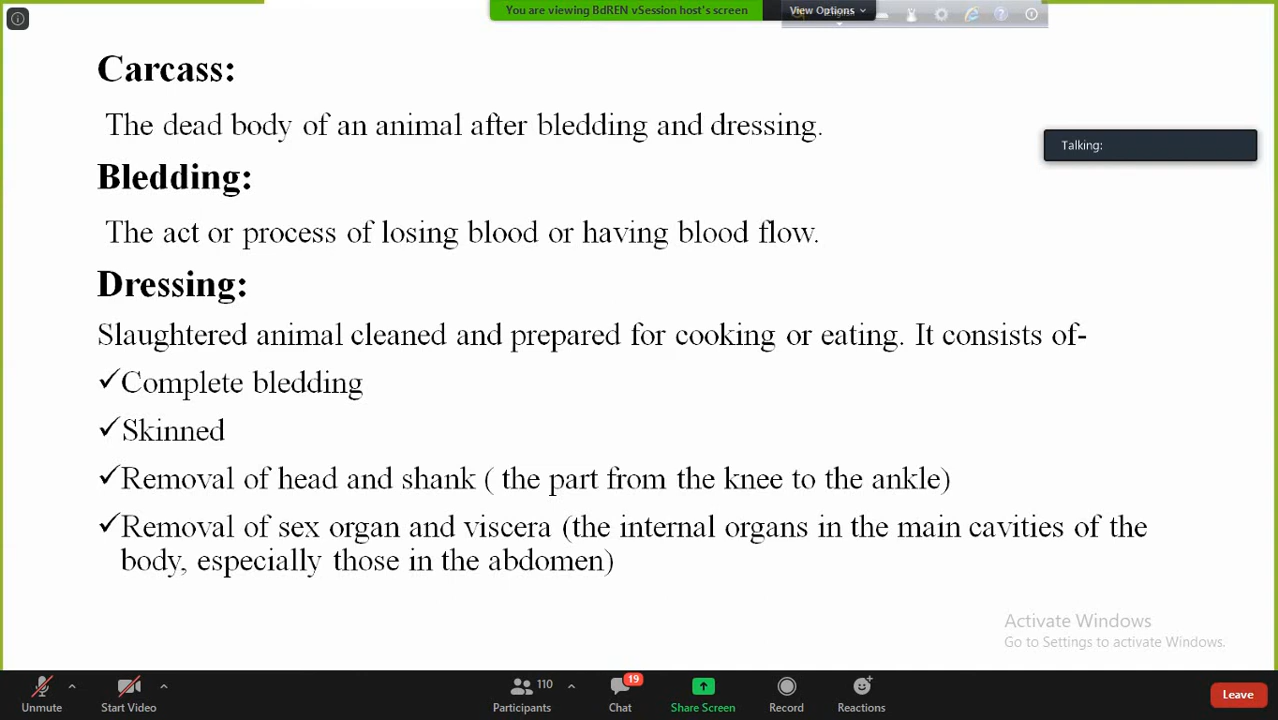 You are viewing BdREN vSession host's screen
View Options
Carcass:
The dead body of an animal after bledding and dressing.
Talking:
Bledding:
The act or process of losing blood or having blood flow.
Dressing:
Slaughtered animal cleaned and prepared for cooking or eating. It consists of-
✓Complete bledding
✓Skinned
✓Removal of head and shank ( the part from the knee to the ankle)
✓Removal of sex organ and viscera (the internal organs in the main cavities of the
body, especially those in the abdomen)
Activate Windows
Go to Settings to activate Windows.
Unmute
Start Video
110
Participants
19
Chat
Share Screen
Record
Reactions
Leave